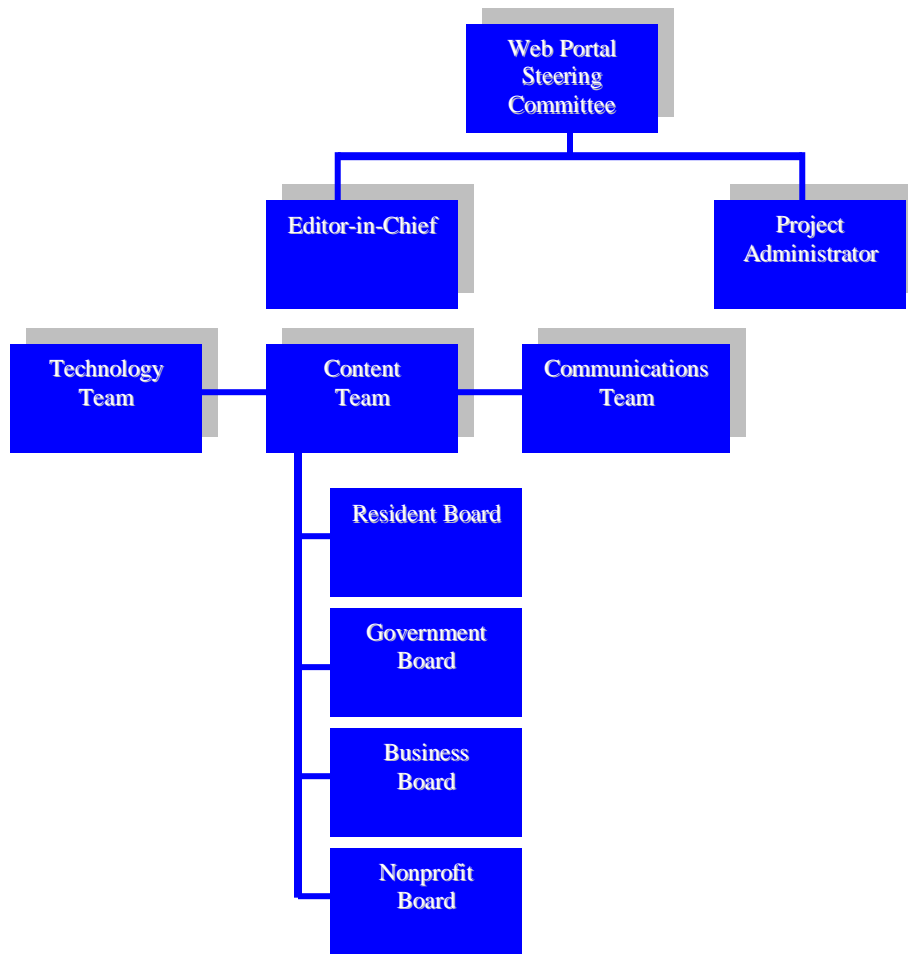 Web Portal
Steering
Committee
Editor-in-Chief
Project
Administrator
Technology
Team
Content
Team
Communications
Team
Resident Board
Government
Board
Business
Board
Nonprofit
Board